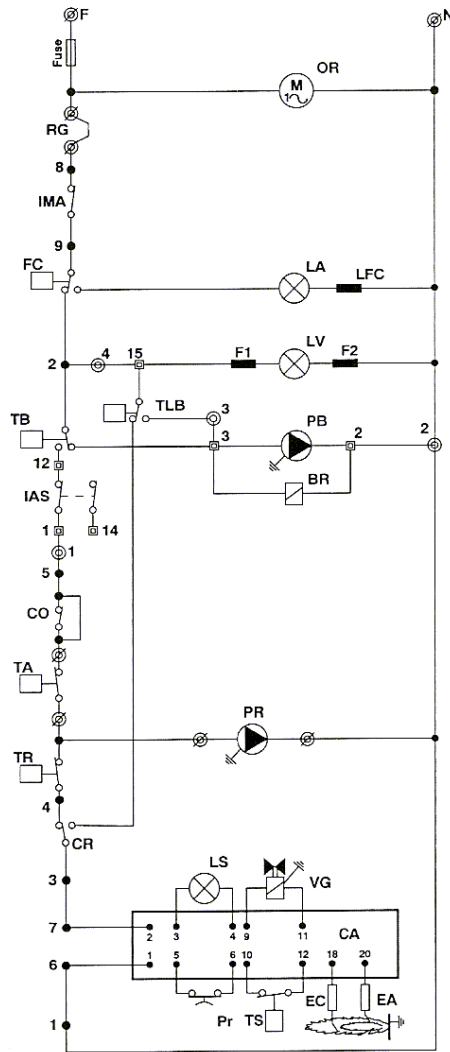 F N
Fuse
OR
M
1
RG
8
IMA
9
FC LA LFC
15 F1 LV F2
2 4
TLB 3
TB 3 PB 2 2
12 BR
IAS
1 14
1
5
CO
TA
PR
TR
4
CR
3 LS VG
7 2 3 4 9 11 CA
6 1 5 6 10 12 18 20
Pr TS EC EA
1